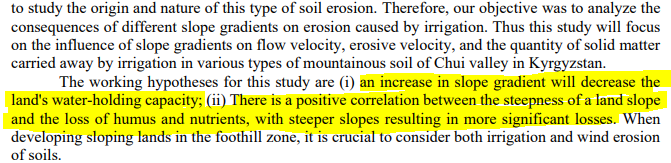 to study the origin and nature of this type of soil erosion. Therefore, our objective was to analyze the
consequences of different slope gradients on erosion caused by irrigation. Thus this study will focus
on the influence of slope gradients on flow velocity, erosive velocity, and the quantity of solid matter
carried away by irrigation in various types of mountainous soil of Chui valley in Kyrgyzstan.
The working hypotheses for this study are (i) an increase in slope gradient will decrease the
land's water-holding capacity; (ii) There is a positive correlation between the steepness of a land slope
and the loss of humus and nutrients, with steeper slopes resulting in more significant losses. When
developing sloping lands in the foothill zone, it is crucial to consider both irrigation and wind erosion
of soils.